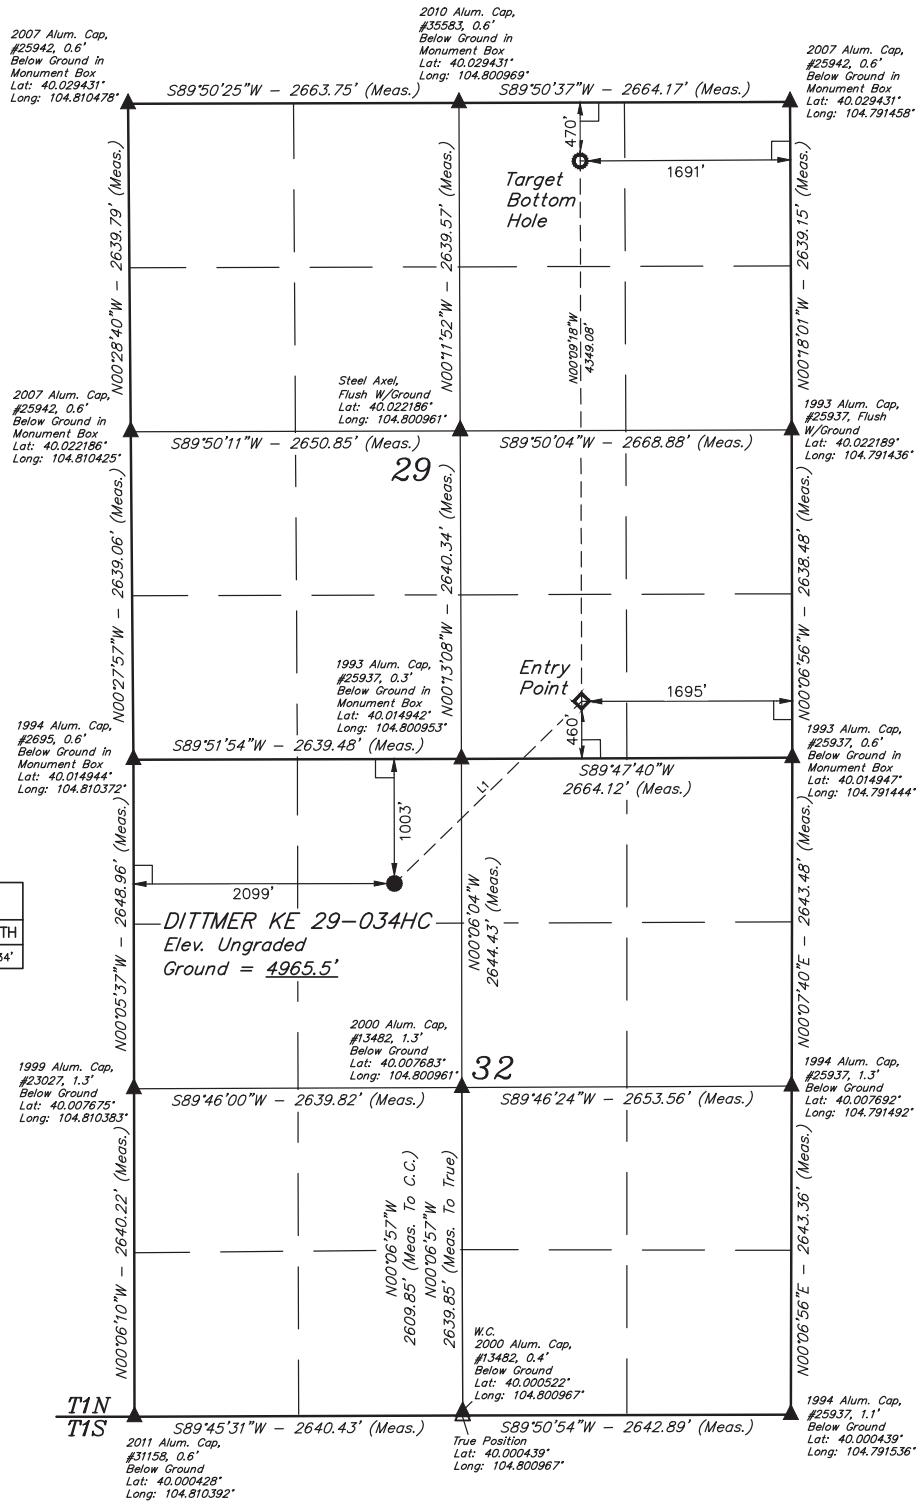 2007 Alum. Cap,
#25942, 0.6'
Below Ground in
Monument Box
Lat: 40.029431°
Long: 104.810478°
2010 Alum. Cap,
#35583, 0.6'
Below Ground in
Monument Box
Lat: 40.029431°
Long: 104.800969°
2007 Alum. Cap,
#25942, 0.6'
Below Ground in
Monument Box
Lat: 40.029431°
Long: 104.791458°
S89°50'25"W - 2663.75' (Meas.)
S89°50'37"W - 2664.17' (Meas.)
470'
1691'
Target
Bottom
Hole
N00°28'40"W - 2639.79' (Meas.)
N00°11'52"W - 2639.57' (Meas.)
N00°18'01"W - 2639.15' (Meas.)
N00°09'18"W
4349.08'
2007 Alum. Cap,
#25942, 0.6'
Below Ground in
Monument Box
Lat: 40.022186°
Long: 104.810425°
Steel Axel,
Flush W/Ground
Lat: 40.022186°
Long: 104.800961°
1993 Alum. Cap,
#25937, Flush
W/Ground
Lat: 40.022189°
Long: 104.791436°
S89°50'11"W - 2650.85' (Meas.)
S89°50'04"W - 2668.88' (Meas.)
29
N00°27'57"W - 2639.06' (Meas.)
N00°13'08"W - 2640.34' (Meas.)
N00°06'56"W - 2638.48' (Meas.)
Entry
Point
1695'
460'
1993 Alum. Cap,
#25937, 0.3'
Below Ground in
Monument Box
Lat: 40.014942°
Long: 104.800953°
1994 Alum. Cap,
#2695, 0.6'
Below Ground in
Monument Box
Lat: 40.014944°
Long: 104.810372°
1993 Alum. Cap,
#25937, 0.6'
Below Ground in
Monument Box
Lat: 40.014947°
Long: 104.791444°
S89°51'54"W - 2639.48' (Meas.)
S89°47'40"W
2664.12' (Meas.)
L1
1003'
2099'
DITTMER KE 29-034HC
Elev. Ungraded
Ground = 4965.5'
TH
34'
N00°05'37"W - 2648.96' (Meas.)
N00°06'04"W
2644.43' (Meas.)
N00°07'40"E - 2643.48' (Meas.)
1999 Alum. Cap,
#23027, 1.3'
Below Ground
Lat: 40.007675°
Long: 104.810383°
2000 Alum. Cap,
#13482, 1.3'
Below Ground
Lat: 40.007683°
Long: 104.800961°
32
1994 Alum. Cap,
#25937, 1.3'
Below Ground
Lat: 40.007692°
Long: 104.791492°
S89°46'00"W - 2639.82' (Meas.)
S89°46'24"W - 2653.56' (Meas.)
N00°06'10"W - 2640.22' (Meas.)
N00°06'57"W
2609.85' (Meas. To C.C.)
N00°06'57"W
2639.85' (Meas. To True)
N00°06'56"E - 2643.36' (Meas.)
W.C.
2000 Alum. Cap,
#13482, 0.4'
Below Ground
Lat: 40.000522°
Long: 104.800967°
T1N
T1S
S89°45'31"W - 2640.43' (Meas.)
S89°50'54"W - 2642.89' (Meas.)
2011 Alum. Cap,
#31158, 0.6'
Below Ground
Lat: 40.000428°
Long: 104.810392°
True Position
Lat: 40.000439°
Long: 104.800967°
1994 Alum. Cap,
#25937, 1.1'
Below Ground
Lat: 40.000439°
Long: 104.791536°